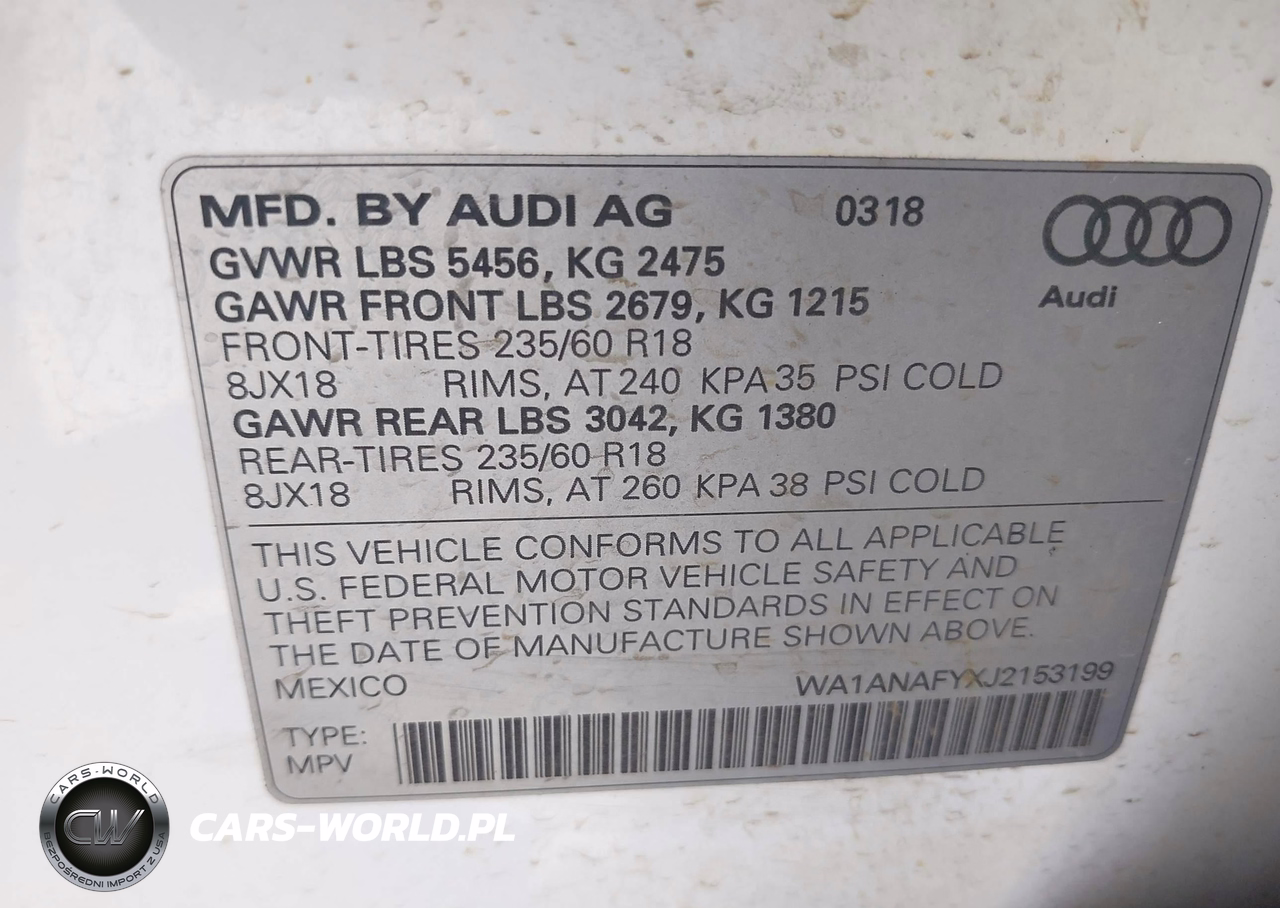 MFD. BY AUDI AG 0318
GVWR LBS 5456, KG 2475
GAWR FRONT LBS 2679, KG 1215
Audi
FRONT-TIRES 235/60 R18
8JX18 RIMS, AT 240 KPA 35 PSI COLD
GAWR REAR LBS 3042, KG 1380
REAR-TIRES 235/60 R18
8JX18 RIMS, AT 260 KPA 38 PSI COLD
THIS VEHICLE CONFORMS TO ALL APPLICABLE
U.S. FEDERAL MOTOR VEHICLE SAFETY AND
THEFT PREVENTION STANDARDS IN EFFECT ON
THE DATE OF MANUFACTURE SHOWN ABOVE.
MEXICO WA1ANAFYXJ2153199
TYPE:
MPV
CARS-WORLD
CW
BEZPOŚREDNI IMPORT Z USA
CARS-WORLD.PL